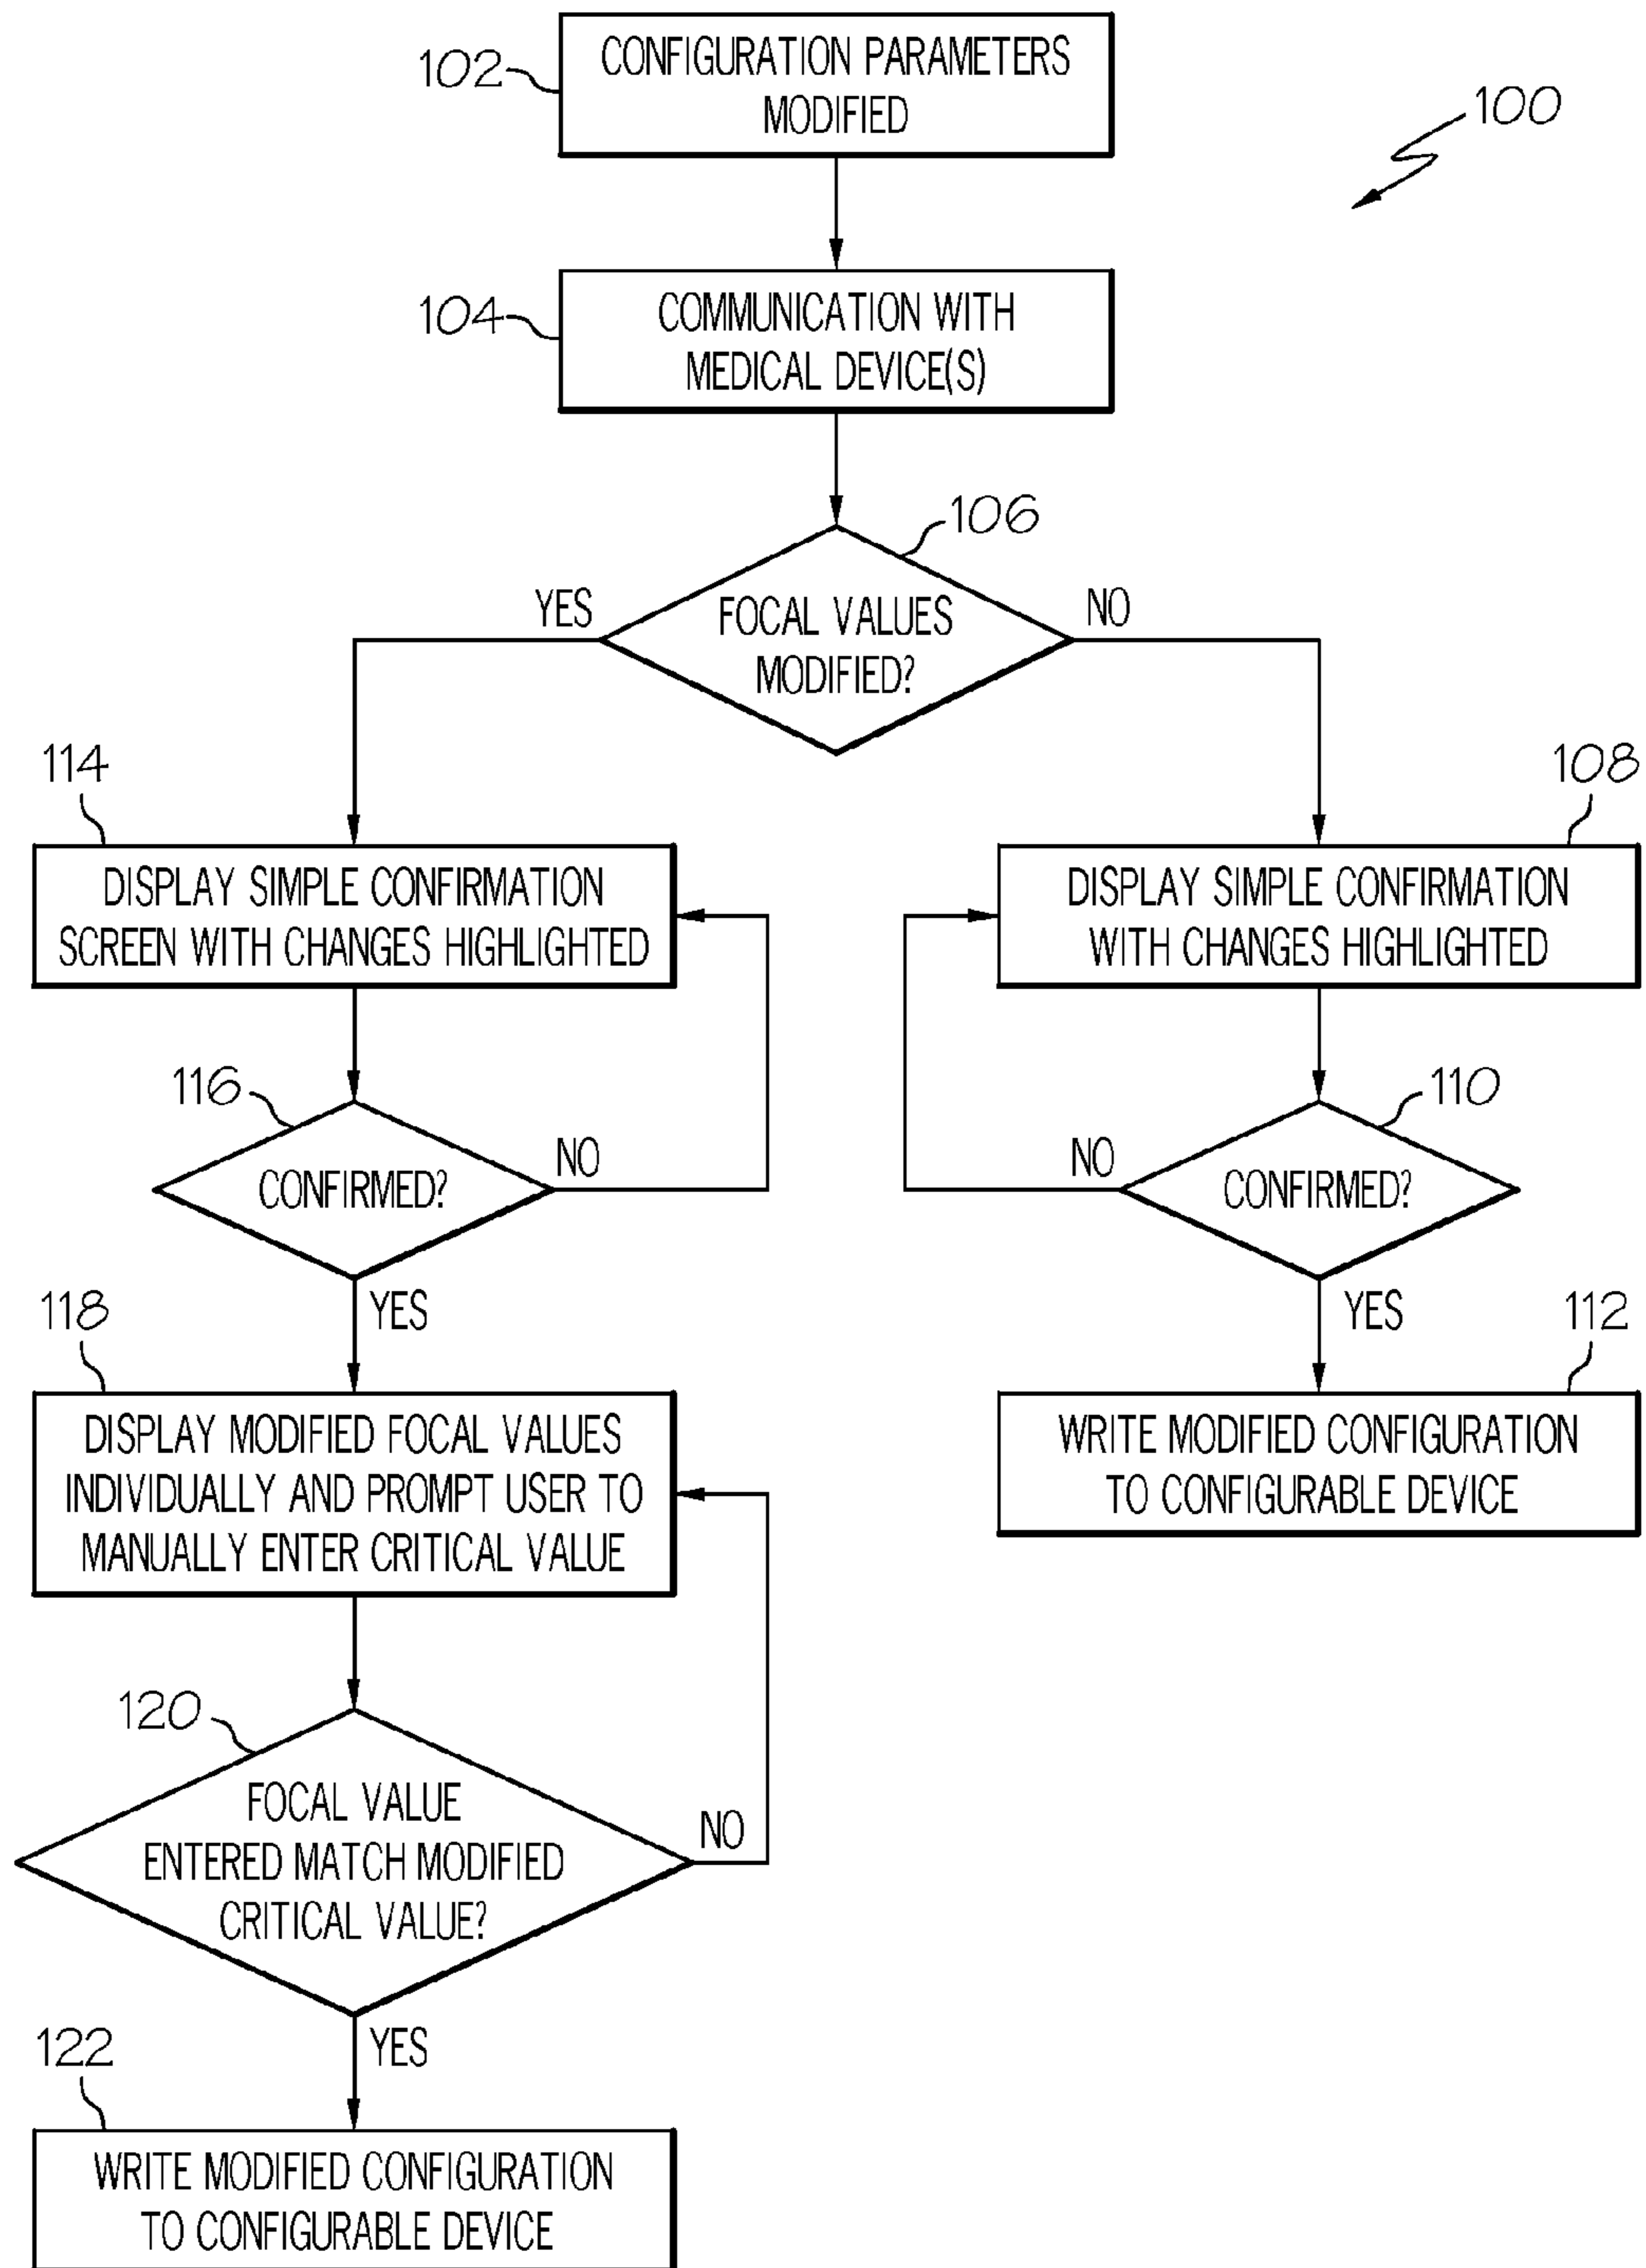 102
CONFIGURATION PARAMETERS
MODIFIED
100
104
COMMUNICATION WITH
MEDICAL DEVICE(S)
106
YES
FOCAL VALUES
MODIFIED?
NO
114
DISPLAY SIMPLE CONFIRMATION
SCREEN WITH CHANGES HIGHLIGHTED
108
DISPLAY SIMPLE CONFIRMATION
WITH CHANGES HIGHLIGHTED
116
CONFIRMED?
NO
YES
110
NO
CONFIRMED?
YES
118
DISPLAY MODIFIED FOCAL VALUES
INDIVIDUALLY AND PROMPT USER TO
MANUALLY ENTER CRITICAL VALUE
112
WRITE MODIFIED CONFIGURATION
TO CONFIGURABLE DEVICE
120
FOCAL VALUE
ENTERED MATCH MODIFIED
CRITICAL VALUE?
NO
YES
122
WRITE MODIFIED CONFIGURATION
TO CONFIGURABLE DEVICE